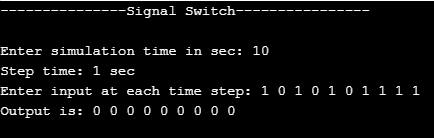 ---------------Signal Switch----------------
Enter simulation time in sec: 10
Step time: 1 sec
Enter input at each time step: 1 0 1 0 1 0 1 1 1 1
Output is: 0 0 0 0 0 0 0 0 0